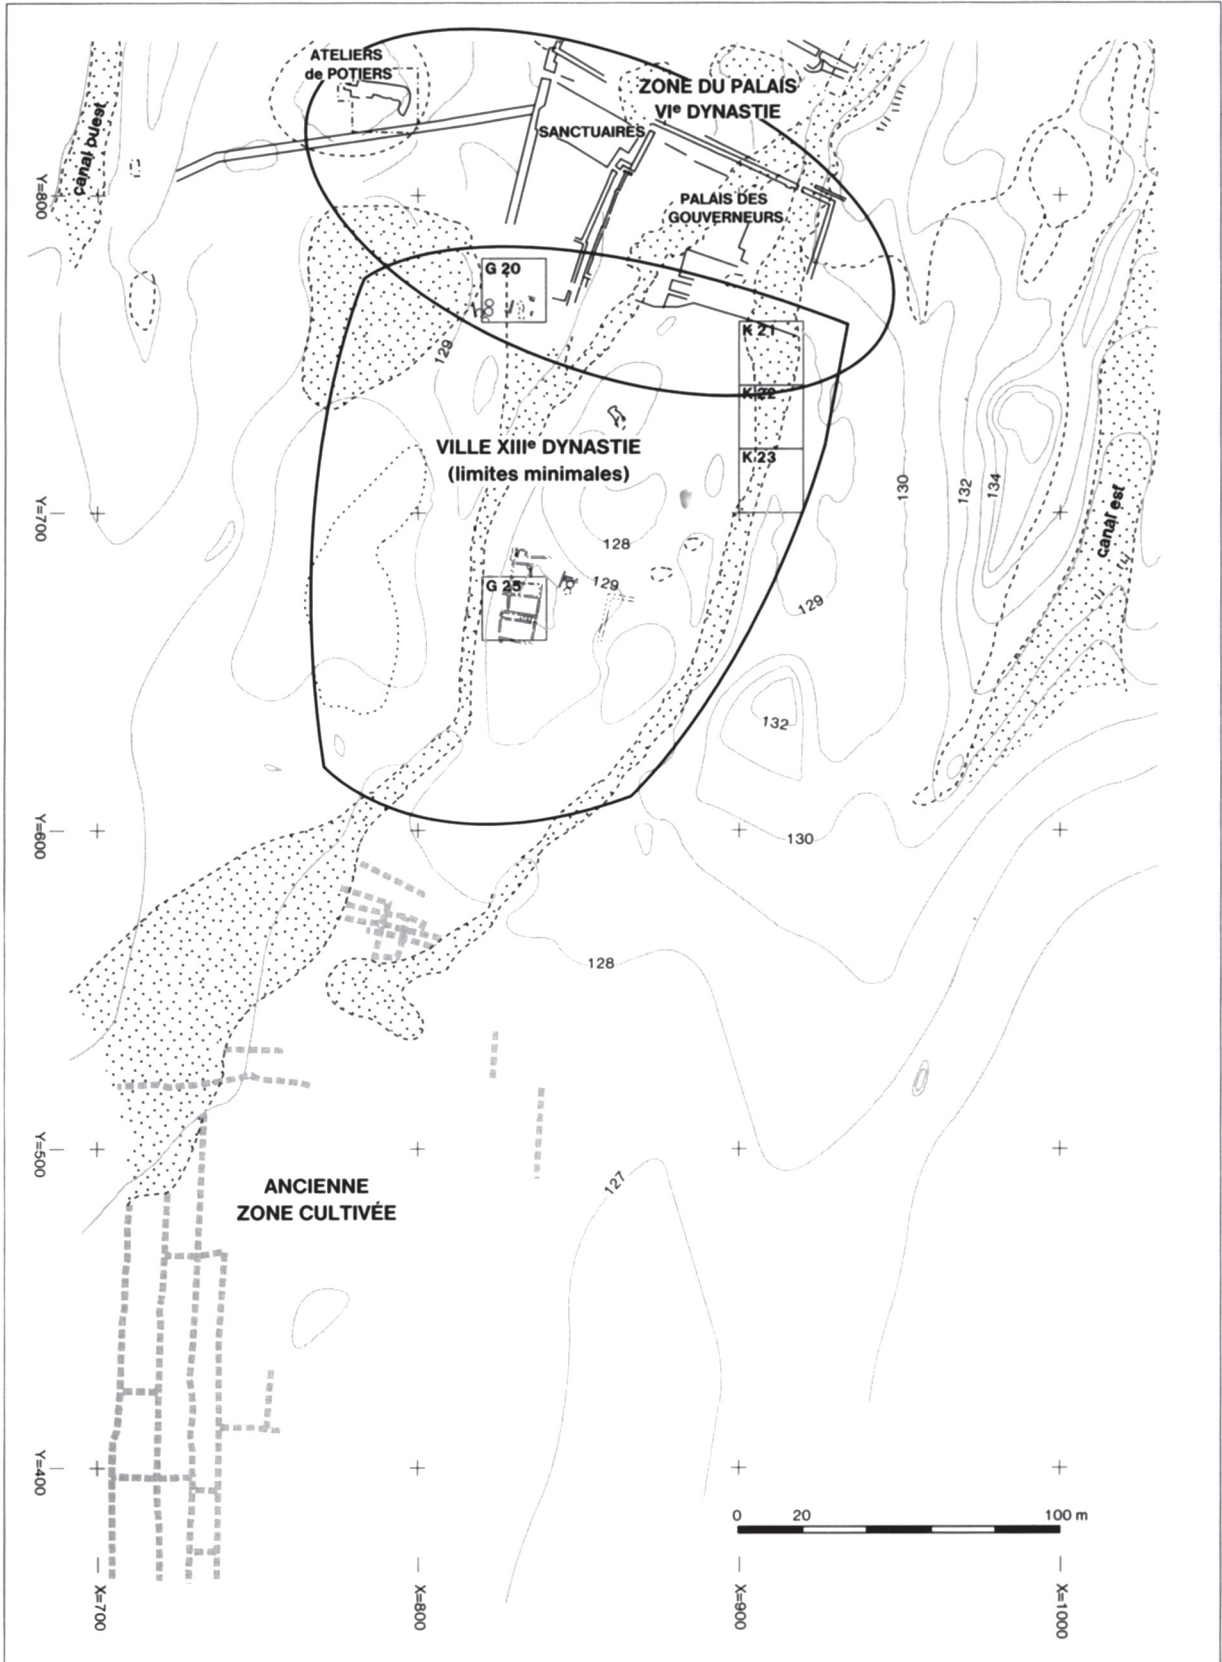 ATELIERS
de POTIERS
ZONE DU PALAIS
VIe DYNASTIE
canal ouest
SANCTUAIRES
Y=800
PALAIS DES
GOUVERNEURS
G 20
K 21
129
K 22
VILLE XIIIe DYNASTIE
(limites minimales)
K 23
130
132
134
canal est
Y=700
128
G 25
129
129
132
Y=600
130
128
Y=500
127
ANCIENNE
ZONE CULTIVÉE
Y=400
0 20 100 m
X=700
X=800
X=900
X=1000